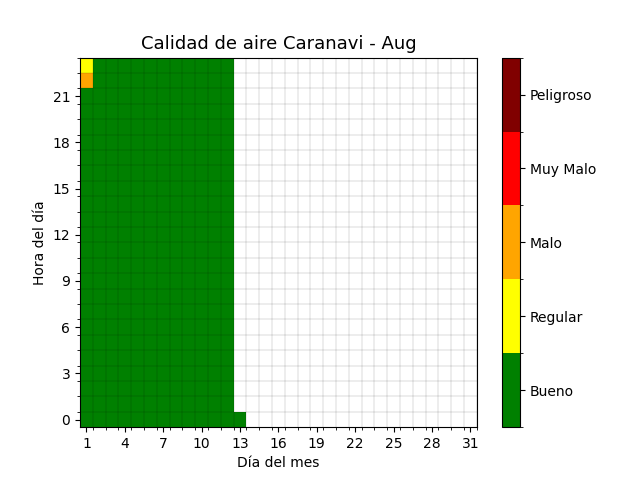 Calidad de aire Caranavi - Aug
Hora del día
21
18
15
12
9
6
3
0
1 4 7 10 13 16 19 22 25 28 31
Día del mes
Peligroso
Muy Malo
Malo
Regular
Bueno